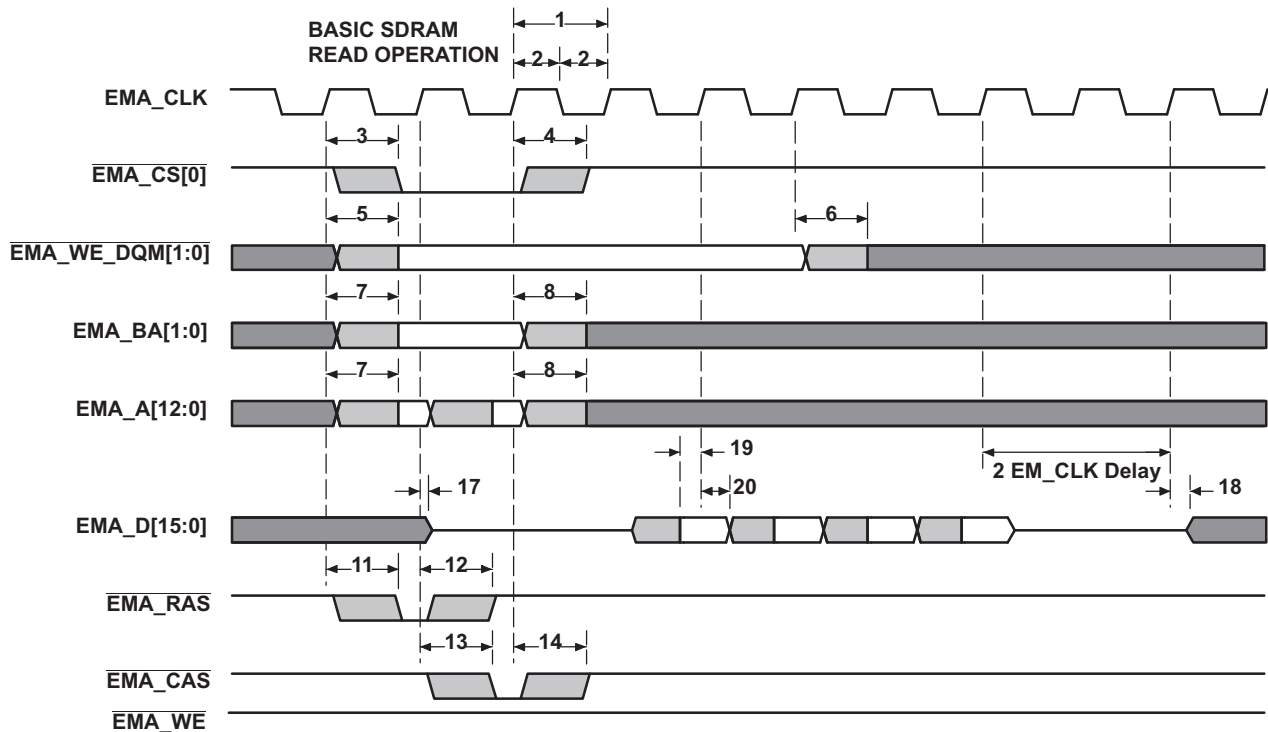 1
BASIC SDRAM
READ OPERATION
2 2
EMA_CLK
3 4
EMA_CS[0]
5 6
EMA_WE_DQM[1:0]
7 8
EMA_BA[1:0]
7 8
EMA_A[12:0]
19
2 EM_CLK Delay
17 20 18
EMA_D[15:0]
11 12
EMA_RAS
13 14
EMA_CAS
EMA_WE